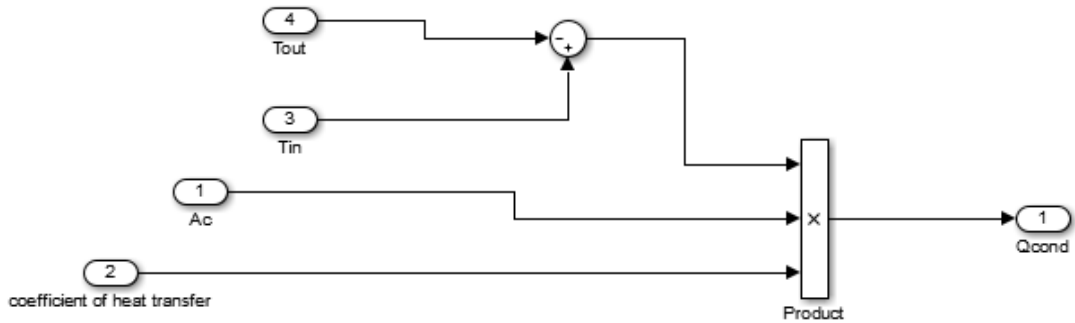 4
Tout
-
+
3
Tin
1
Ac
2
coefficient of heat transfer
×
Product
1
Qcond